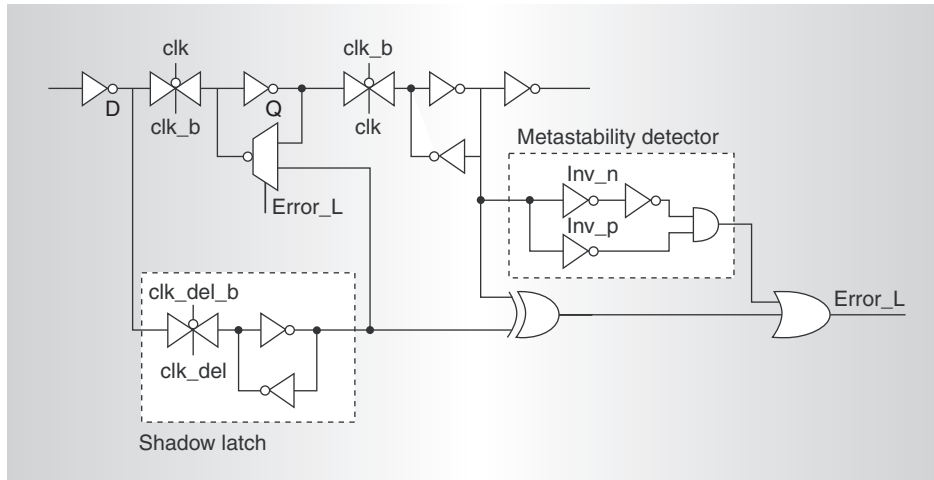 clk
clk_b
D
clk_b
Q
clk
Metastability detector
Inv_n
Error_L
Inv_p
clk_del_b
Error_L
clk_del
Shadow latch